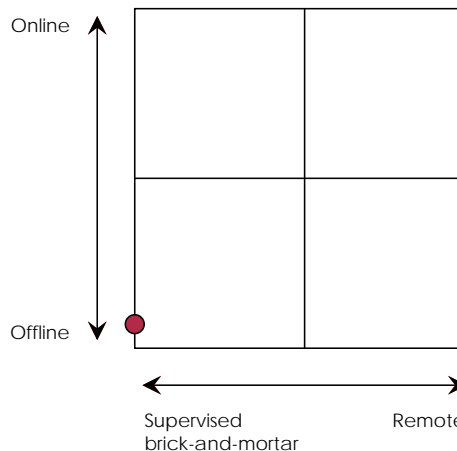 Online
Offline
Supervised
brick-and-mortar
Remote